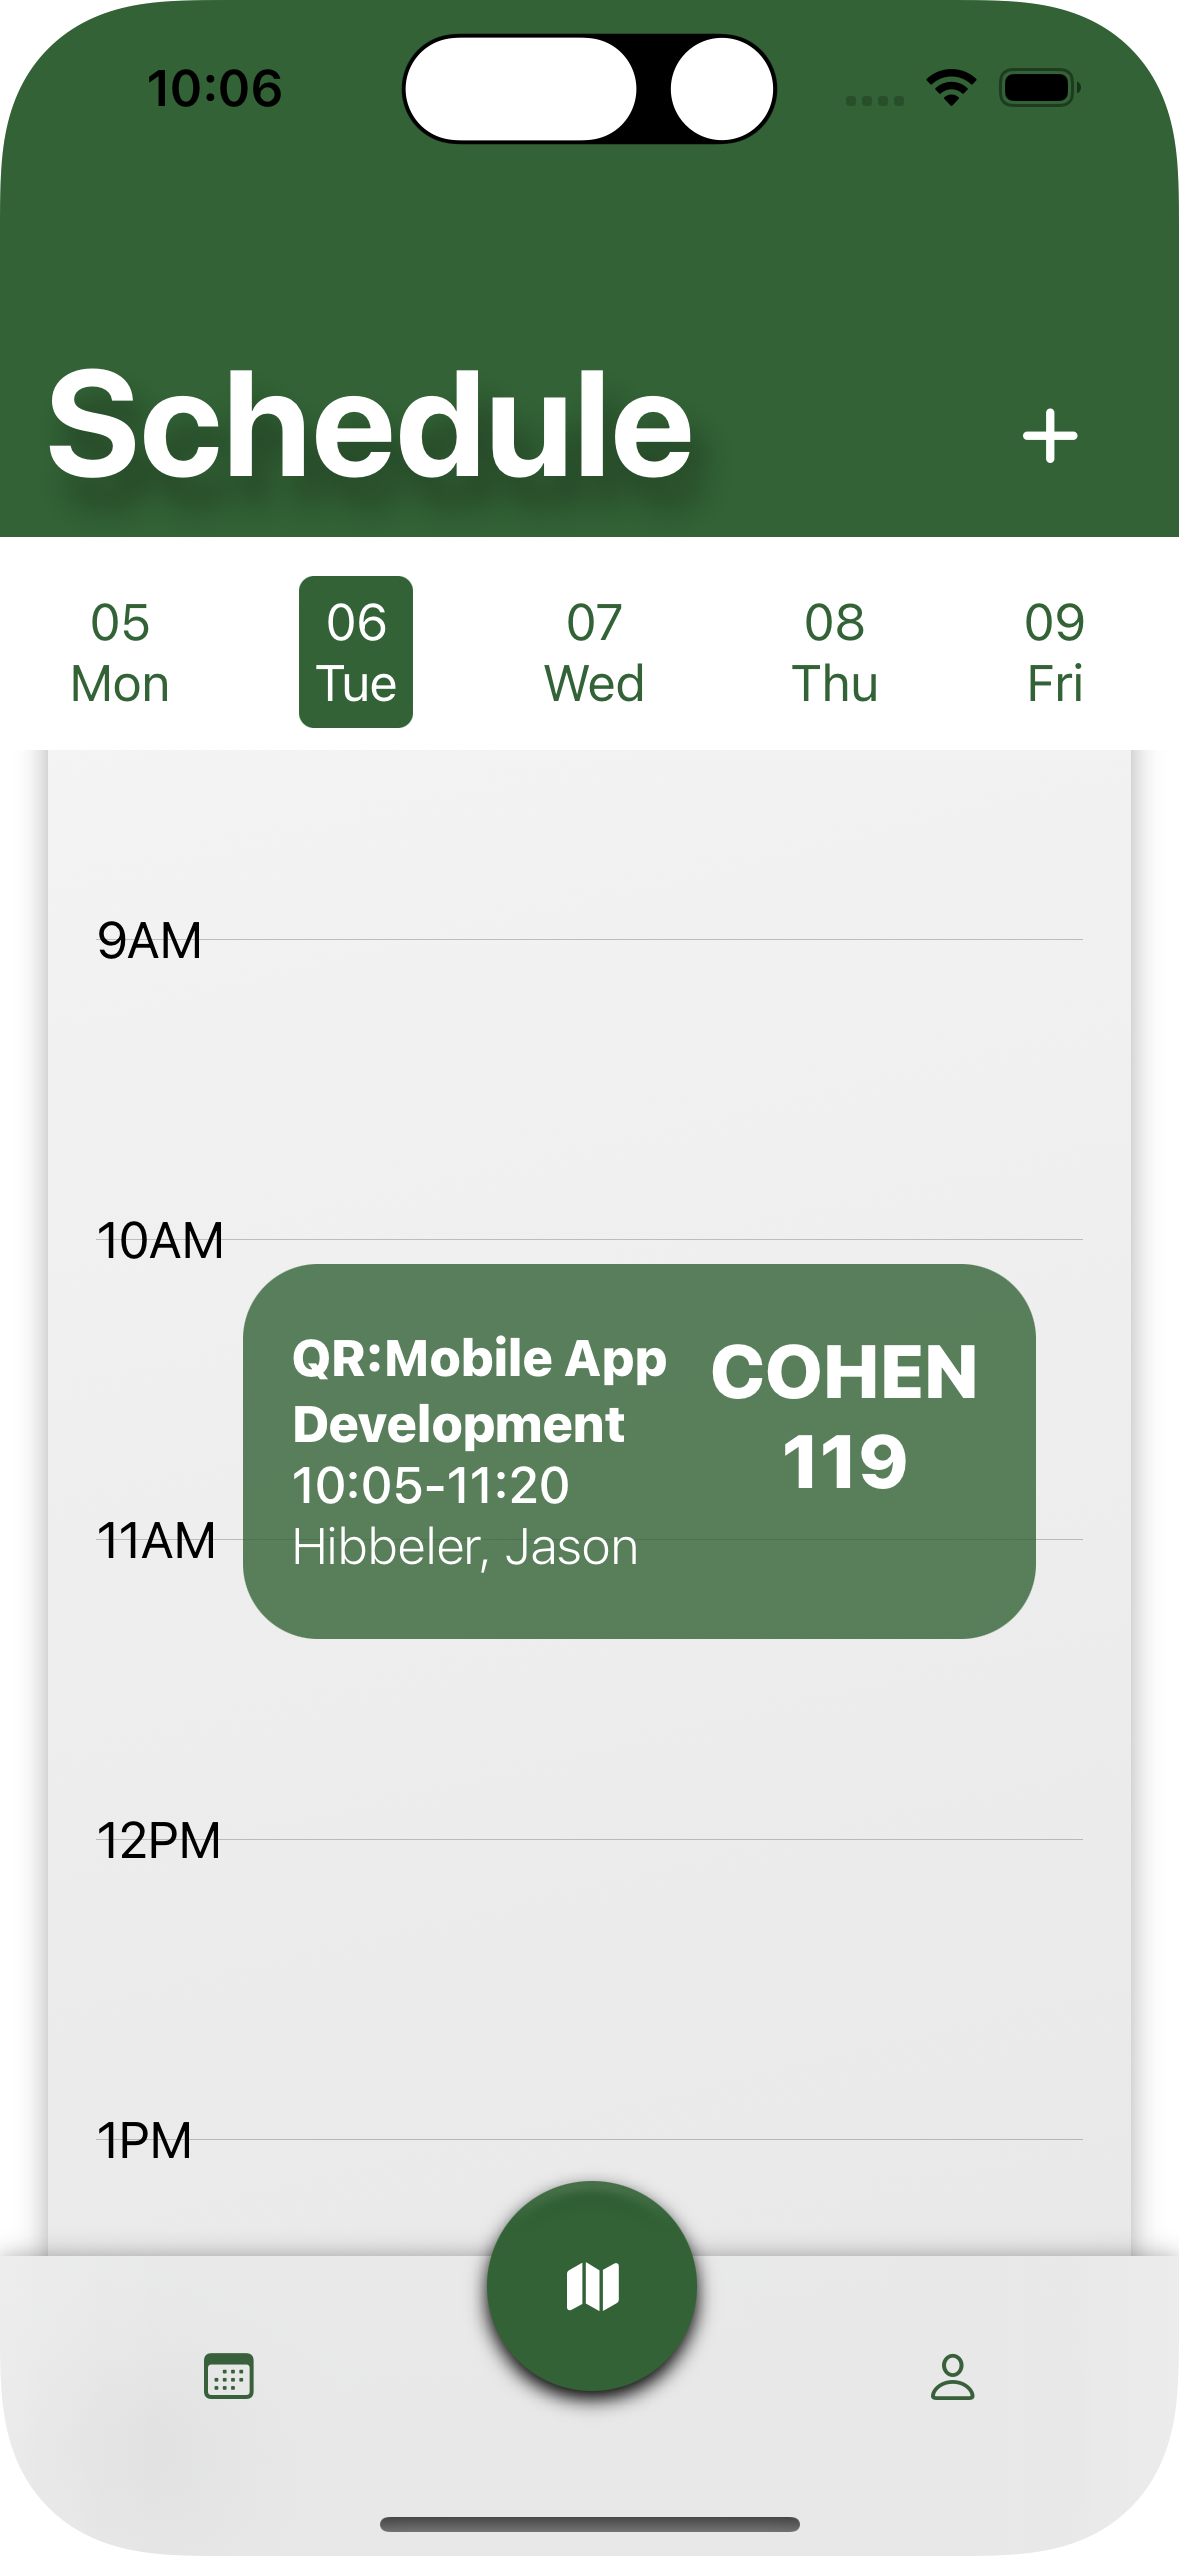 10:06
Schedule
05 06 07 08 09
Mon Tue Wed Thu Fri
9AM
10AM
QR:Mobile App
Development
10:05-11:20
Hibbeler, Jason
COHEN
119
11AM
12PM
1PM